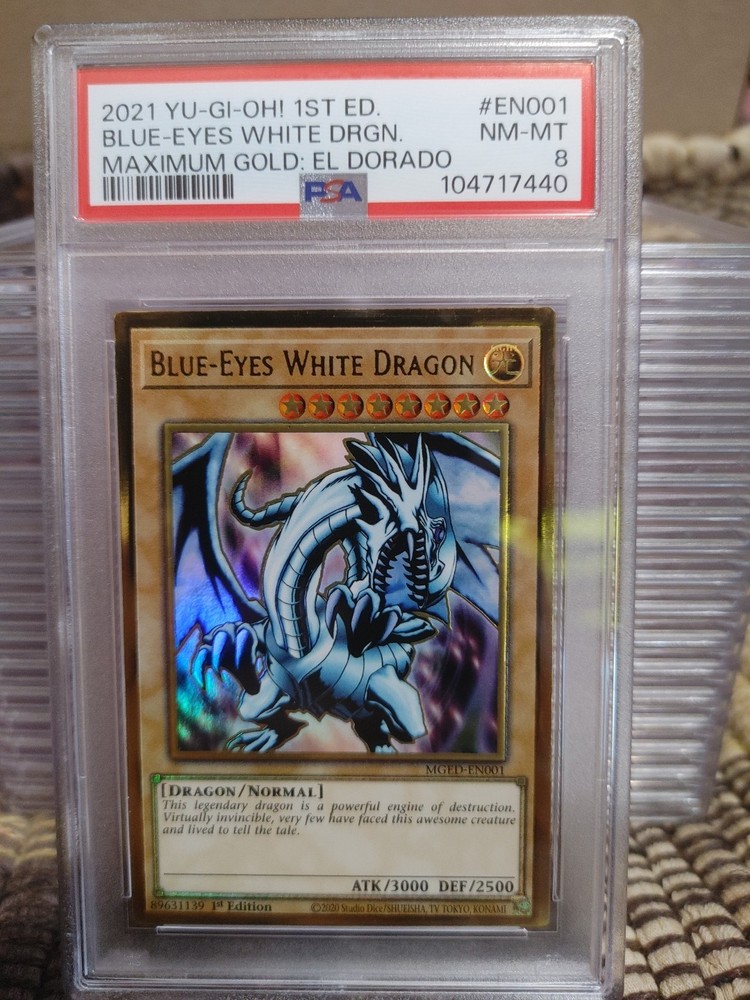 2021 YU-GI-OH! 1ST ED. #EN001
BLUE-EYES WHITE DRGN. NM-MT
MAXIMUM GOLD: EL DORADO 8
PSA 104717440
BLUE-EYES WHITE DRAGON
光
MGED-EN001
[DRAGON/NORMAL]
This legendary dragon is a powerful engine of destruction.
Virtually invincible, very few have faced this awesome creature
and lived to tell the tale.
ATK/3000 DEF/2500
89631139 1st Edition ©2020 Studio Dice/SHUEISHA, TV TOKYO, KONAMI